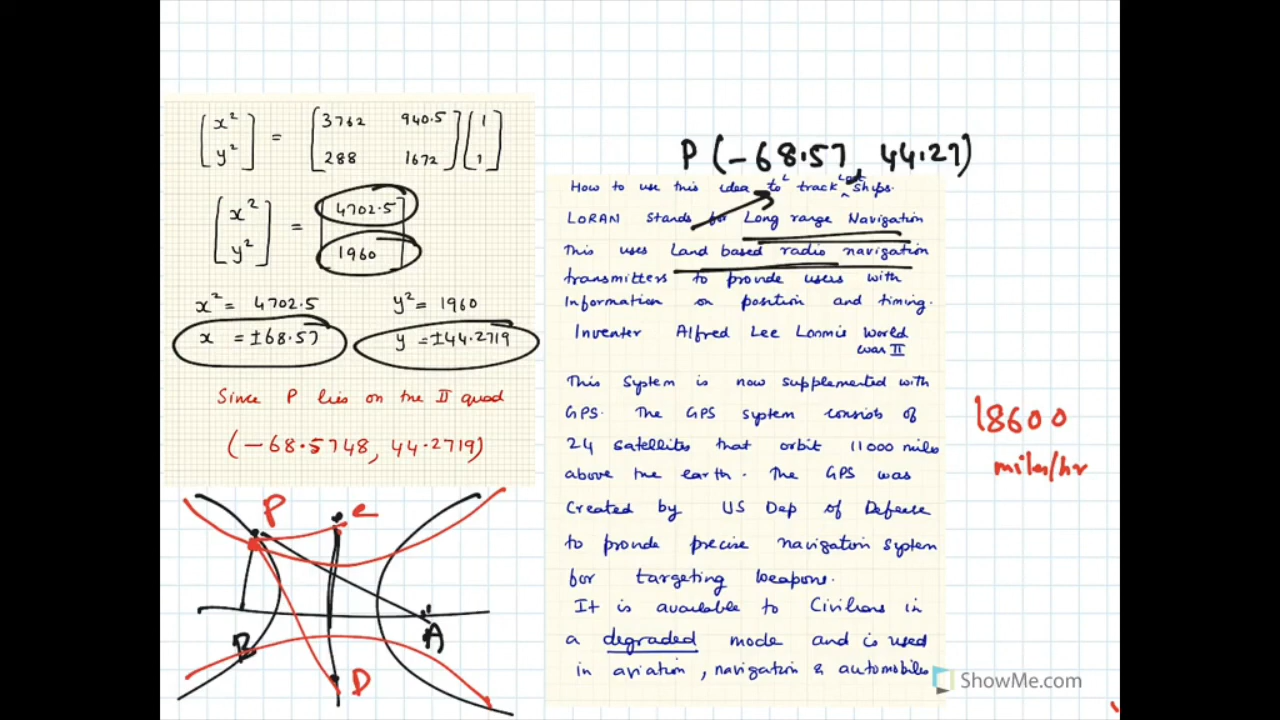 [x²
y²] = [3762 940.5
288 1672] [1
1]
[x²
y²] = [4702.5
1960]
x² = 4702.5 y² = 1960
x = ±68.57 y = ±44.2719
Since P lies on the II quad
(-68.5748, 44.2719)
P
C
B
A
D
P (-68.57, 44.27)
How to use this idea to track lost ships.
LORAN Stands for Long range Navigation
This uses Land based radio navigation
transmitters to provide users with
Information on position and timing.
Inventer Alfred Lee Loomis World
war II
This System is now supplemented with
GPS. The GPS system consists of
24 satellites that orbit 11000 miles
above the earth. The GPS was
Created by US Dep of Defense
to provide precise navigation system
for targeting weapons.
It is available to Civilians in
a degraded mode and is used
in aviation, navigation & automobiles
18600
miles/hr
ShowMe.com